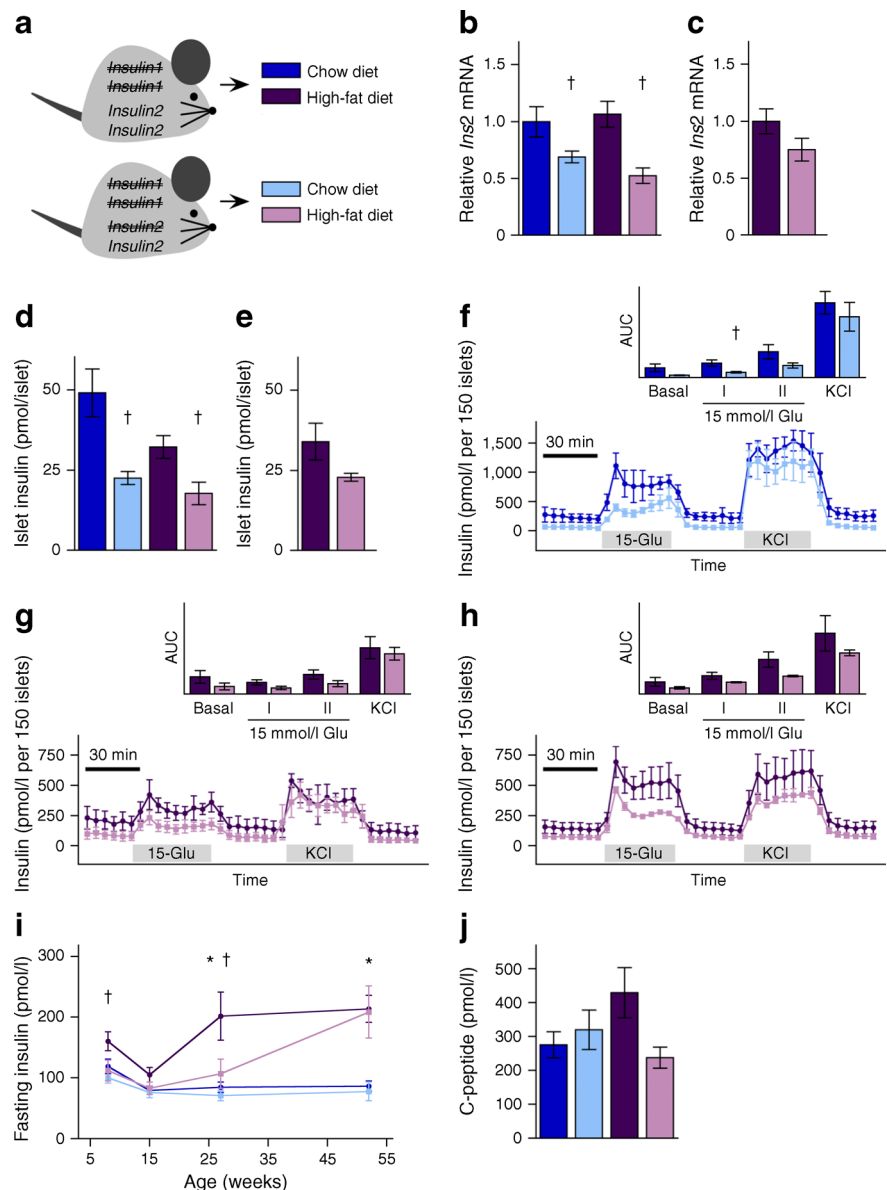 a
Insulin1
Insulin1
Insulin2
Insulin2
Chow diet
High-fat diet
Insulin1
Insulin1
Insulin2
Insulin2
Chow diet
High-fat diet
b
Relative Ins2 mRNA
1.5
1.0
0.5
0
†
†
c
Relative Ins2 mRNA
1.5
1.0
0.5
0
d
Islet insulin (pmol/islet)
50
25
0
†
†
e
Islet insulin (pmol/islet)
50
25
0
f
AUC
†
Basal I II KCl
15 mmol/l Glu
Insulin (pmol/l per 150 islets)
30 min
1,500
1,000
500
0
15-Glu KCl
Time
g
AUC
Basal I II KCl
15 mmol/l Glu
Insulin (pmol/l per 150 islets)
30 min
750
500
250
0
15-Glu KCl
Time
h
AUC
Basal I II KCl
15 mmol/l Glu
Insulin (pmol/l per 150 islets)
30 min
750
500
250
0
15-Glu KCl
Time
i
Fasting insulin (pmol/l)
300
200
100
0
†
* †
*
5 15 25 35 45 55
Age (weeks)
j
C-peptide (pmol/l)
500
400
300
200
100
0